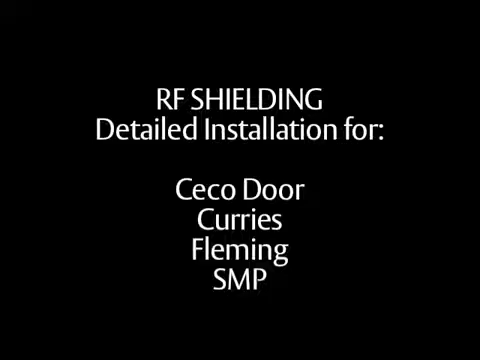 RF SHIELDING
Detailed Installation for:
Ceco Door
Curries
Fleming
SMP